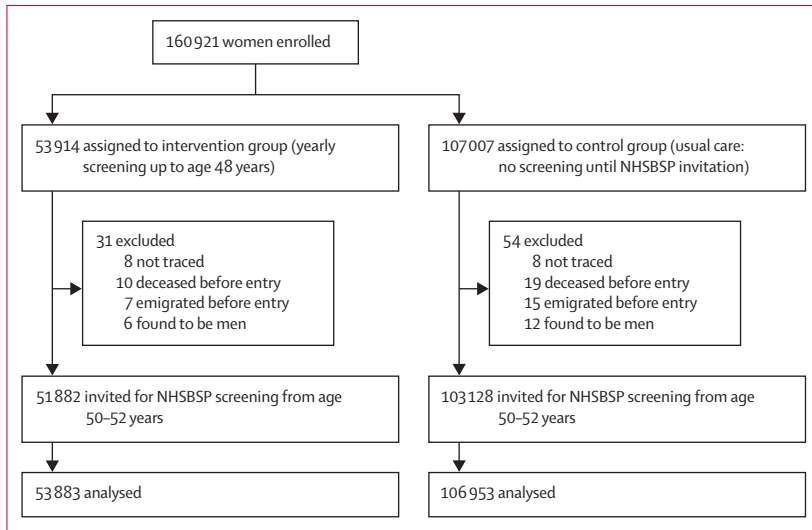 160 921 women enrolled
53 914 assigned to intervention group (yearly
screening up to age 48 years)
107 007 assigned to control group (usual care:
no screening until NHSBSP invitation)
31 excluded
8 not traced
10 deceased before entry
7 emigrated before entry
6 found to be men
54 excluded
8 not traced
19 deceased before entry
15 emigrated before entry
12 found to be men
51 882 invited for NHSBSP screening from age
50–52 years
103 128 invited for NHSBSP screening from age
50–52 years
53 883 analysed
106 953 analysed